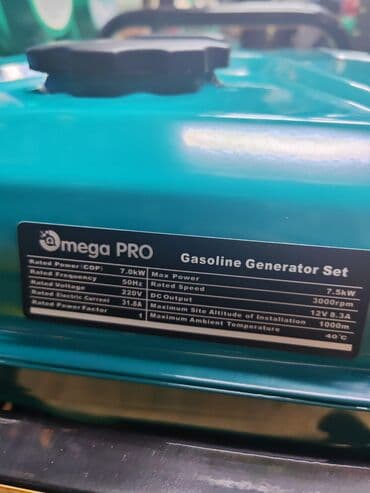 Omega PRO Gasoline Generator Set
Rated Power(COP) 7.0kW Max Power 7.5kW
Rated Frequency 50Hz Rated Speed 3000rpm
Rated Voltage 220V DC Output 12V 8.3A
Rated Electric Current 31.8A Maximum Site Altitude of Installation 1000m
Rated Power Factor 1 Maximum Ambient Temperature 40℃